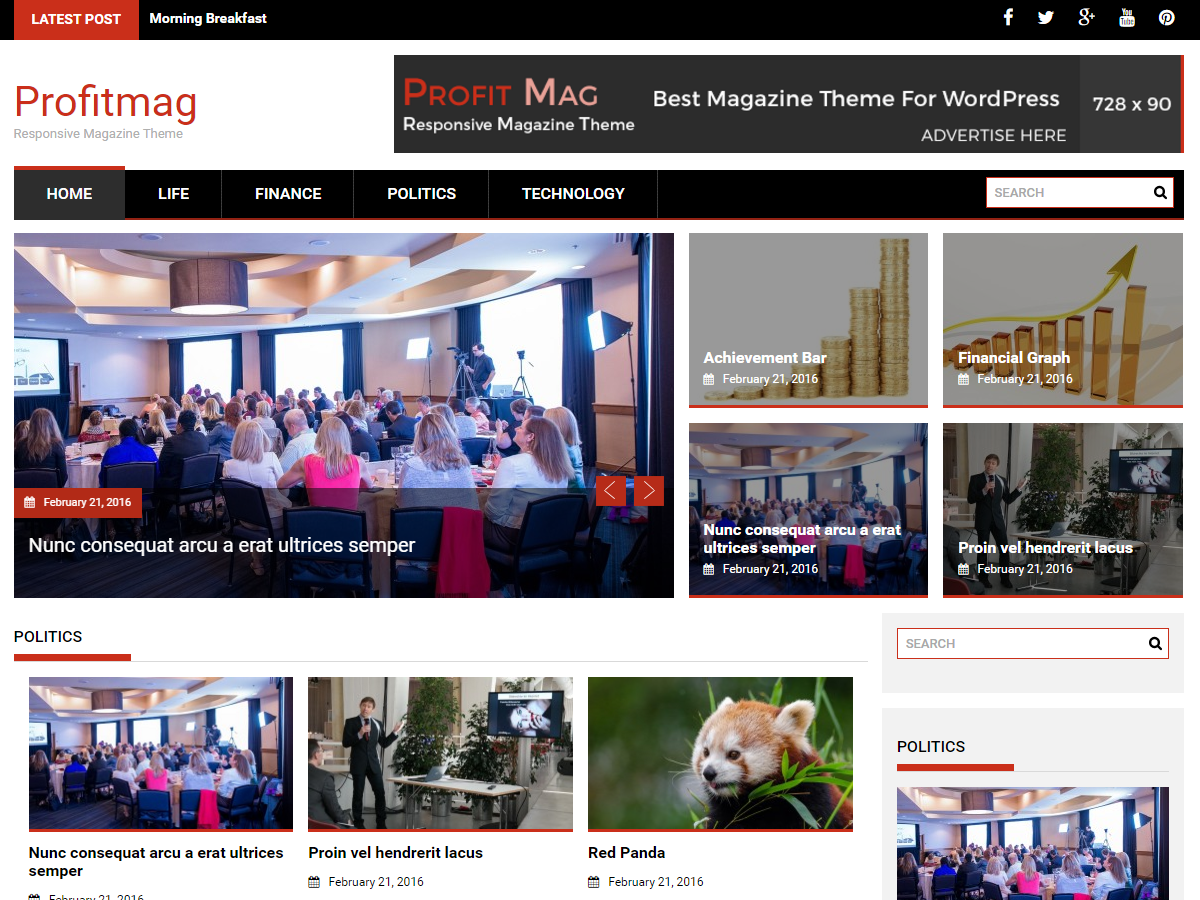 LATEST POST
Morning Breakfast
Profitmag
Responsive Magazine Theme
PROFIT MAG
Responsive Magazine Theme
Best Magazine Theme For WordPress
ADVERTISE HERE
728 x 90
HOME
LIFE
FINANCE
POLITICS
TECHNOLOGY
SEARCH
February 21, 2016
Nunc consequat arcu a erat ultrices semper
Achievement Bar
February 21, 2016
Financial Graph
February 21, 2016
Nunc consequat arcu a erat
ultrices semper
February 21, 2016
Proin vel hendrerit lacus
February 21, 2016
POLITICS
Nunc consequat arcu a erat ultrices
semper
February 21, 2016
Proin vel hendrerit lacus
February 21, 2016
Red Panda
February 21, 2016
SEARCH
POLITICS